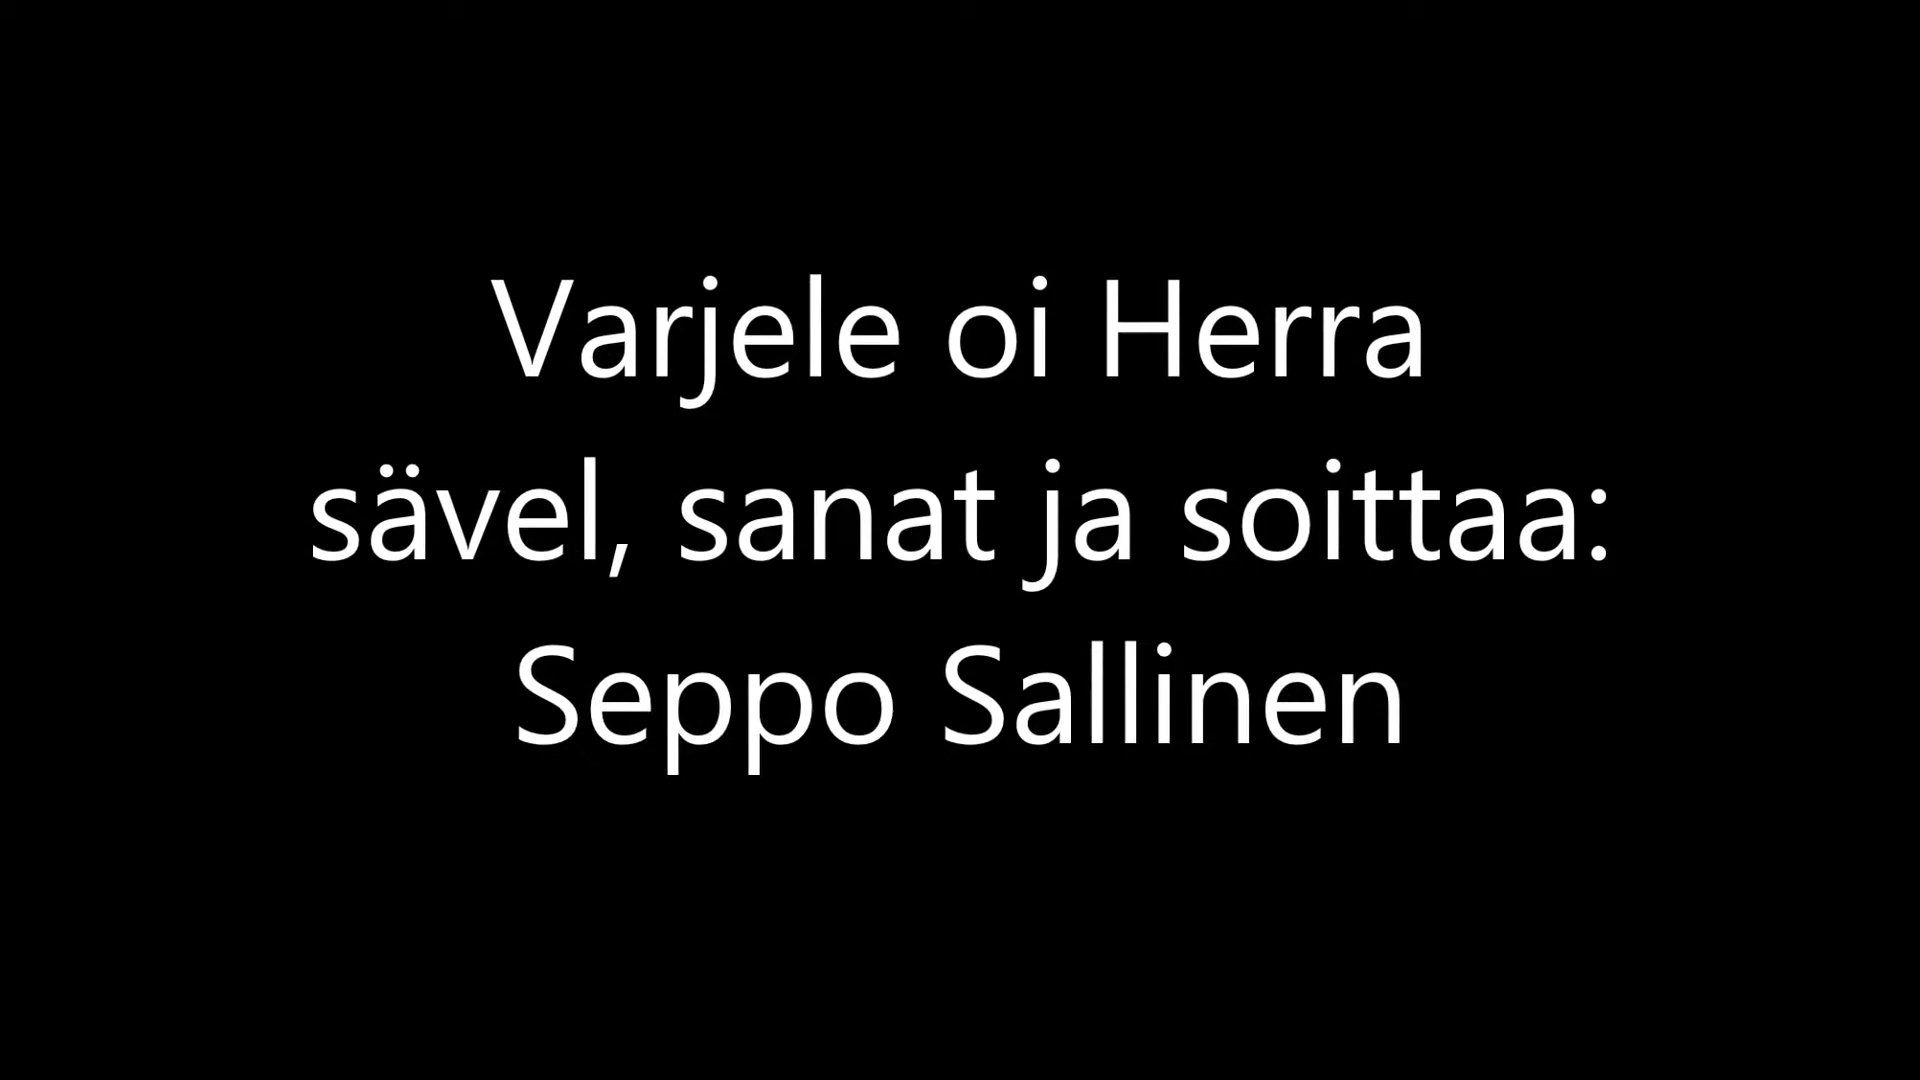 Varjele oi Herra
sävel, sanat ja soittaa:
Seppo Sallinen